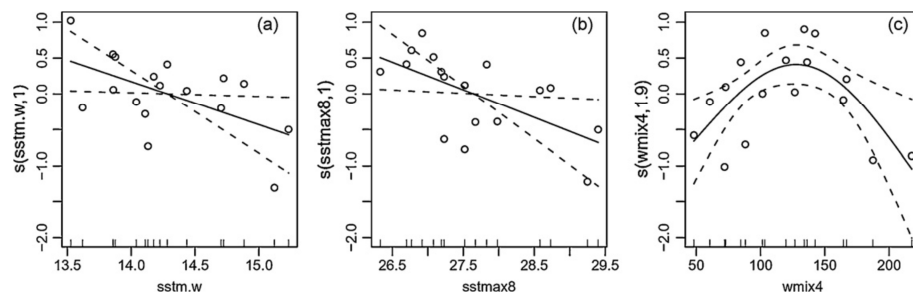 (a)
s(sstm.w,1)
1.0
0.5
0.0
−1.0
−2.0
13.5 14.0 14.5 15.0
sstm.w
(b)
s(sstmax8,1)
1.0
0.5
0.0
−1.0
−2.0
26.5 27.5 28.5 29.5
sstmax8
(c)
s(wmix4,1.9)
1.0
0.5
0.0
−1.0
−2.0
50 100 150 200
wmix4